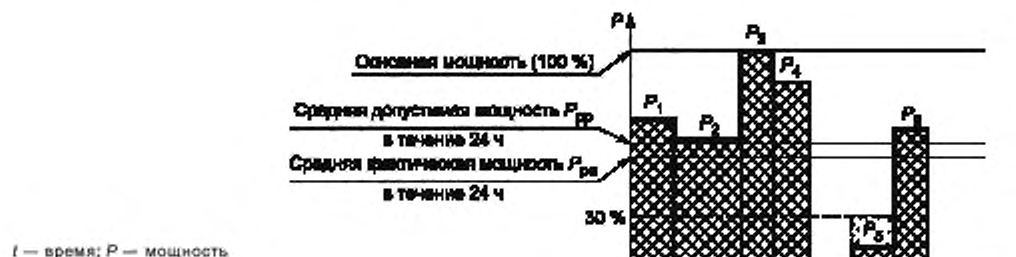 P
P₃
Основная мощность (100 %)
P₄
P₁
Средняя допустимая мощность Pₚₚ
в течение 24 ч
P₂
Средняя фактическая мощность Pₚₐ
в течение 24 ч
30 %
P₅
t — время; P — мощность